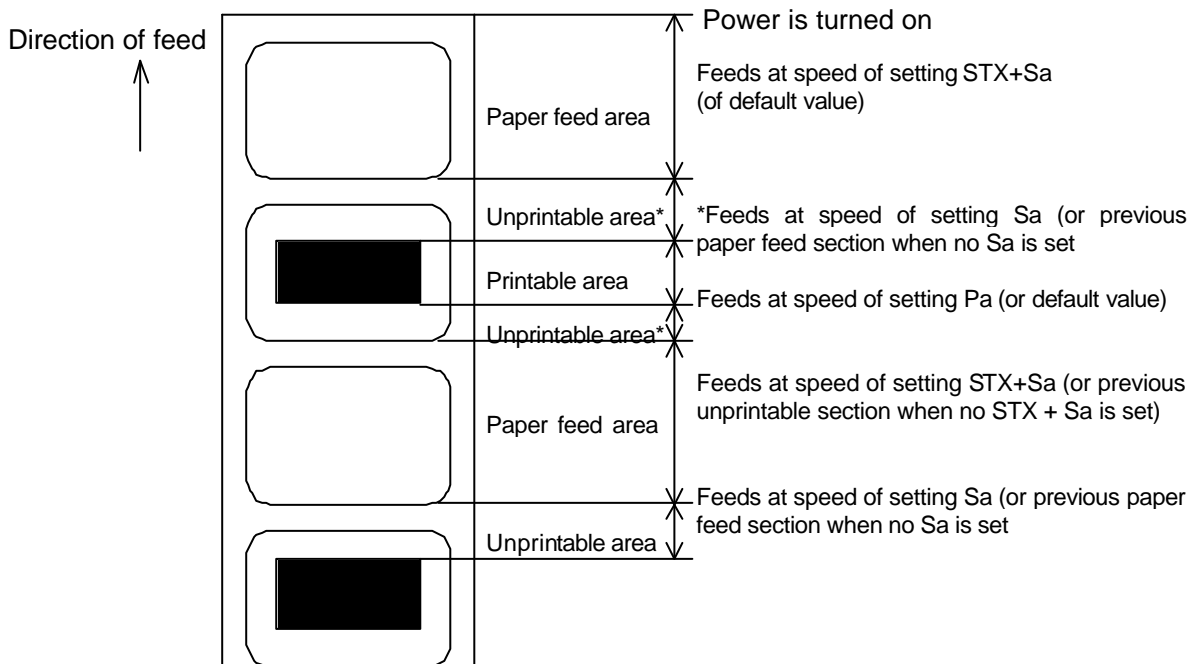 Direction of feed
Power is turned on
Feeds at speed of setting STX+Sa
(of default value)
Paper feed area
Unprintable area*
*Feeds at speed of setting Sa (or previous
paper feed section when no Sa is set
Printable area
Feeds at speed of setting Pa (or default value)
Unprintable area*
Feeds at speed of setting STX+Sa (or previous
unprintable section when no STX + Sa is set)
Paper feed area
Feeds at speed of setting Sa (or previous paper
feed section when no Sa is set
Unprintable area